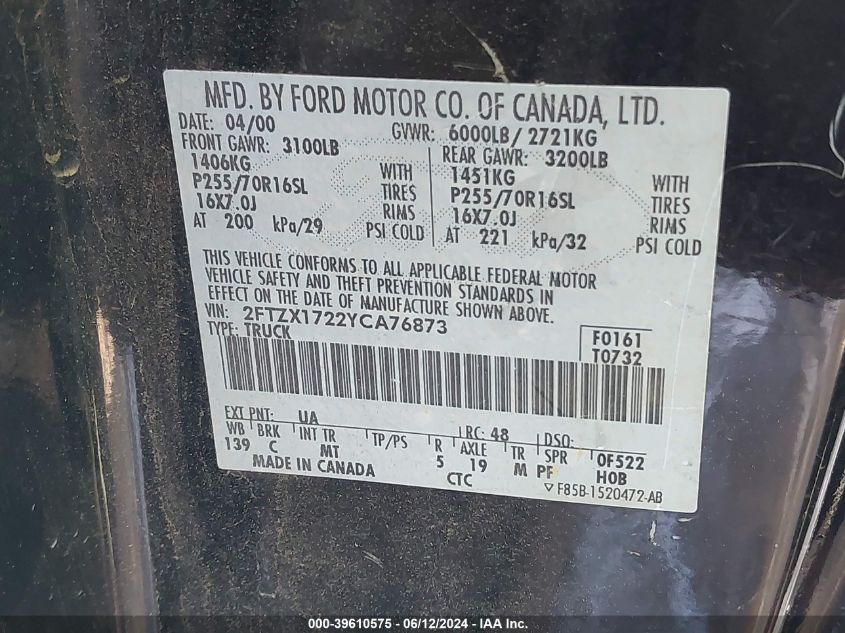 MFD. BY FORD MOTOR CO. OF CANADA, LTD.
DATE: 04/00 GVWR: 6000LB/ 2721KG
FRONT GAWR: 3100LB REAR GAWR: 3200LB
1406KG WITH 1451KG WITH
P255/70R16SL TIRES P255/70R16SL TIRES
16X7.0J RIMS 16X7.0J RIMS
AT 200 kPa/29 PSI COLD AT 221 kPa/32 PSI COLD
THIS VEHICLE CONFORMS TO ALL APPLICABLE FEDERAL MOTOR
VEHICLE SAFETY AND THEFT PREVENTION STANDARDS IN
EFFECT ON THE DATE OF MANUFACTURE SHOWN ABOVE.
VIN: 2FTZX1722YCA76873
TYPE: TRUCK
F0161
T0732
EXT PNT: UA RC: 48 DSO:
WB BRK INT TR TP/PS R AXLE TR SPR 0F522
139 C MT 5 19 M PF H0B
MADE IN CANADA CTC
▽ F85B-1520472-AB
000-39610575 - 06/12/2024 - IAA Inc.